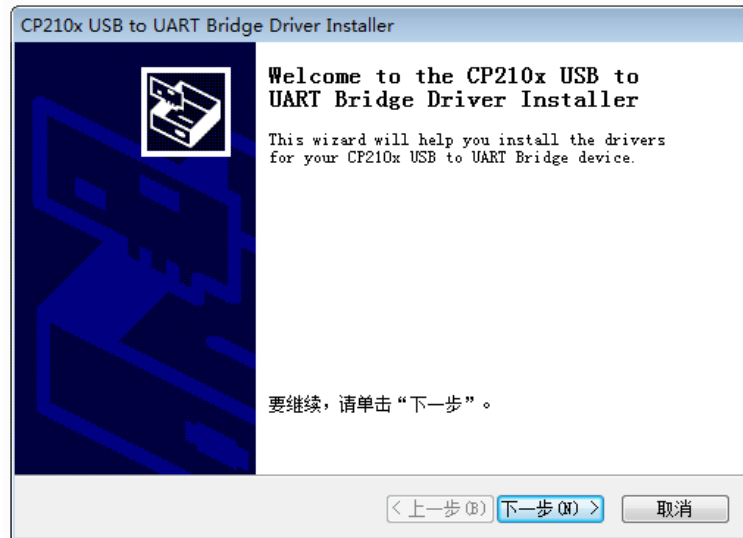 CP210x USB to UART Bridge Driver Installer
Welcome to the CP210x USB to
UART Bridge Driver Installer
This wizard will help you install the drivers
for your CP210x USB to UART Bridge device.
要继续，请单击“下一步”。
< 上一步(B) 下一步(N) > 取消